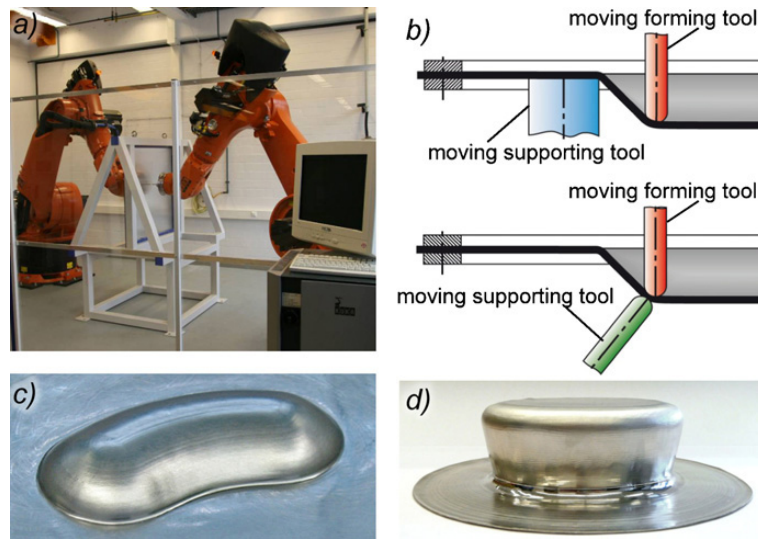 a)
b)
moving forming tool
moving supporting tool
moving forming tool
moving supporting tool
c)
d)